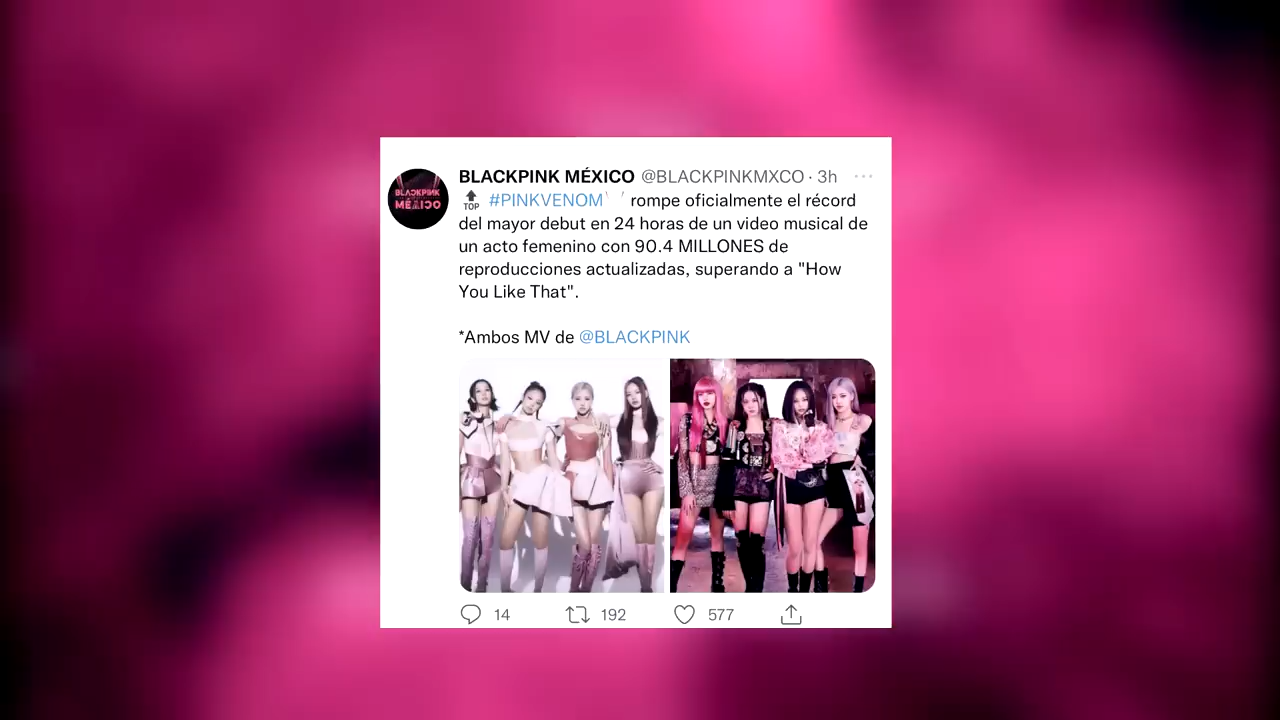 BLACKPINK MÉXICO @BLACKPINKMXCO · 3h
TOP #PINKVENOM rompe oficialmente el récord
del mayor debut en 24 horas de un video musical de
un acto femenino con 90.4 MILLONES de
reproducciones actualizadas, superando a "How
You Like That".
*Ambos MV de @BLACKPINK
BLACKPINK
MÉXICO
14 192 577